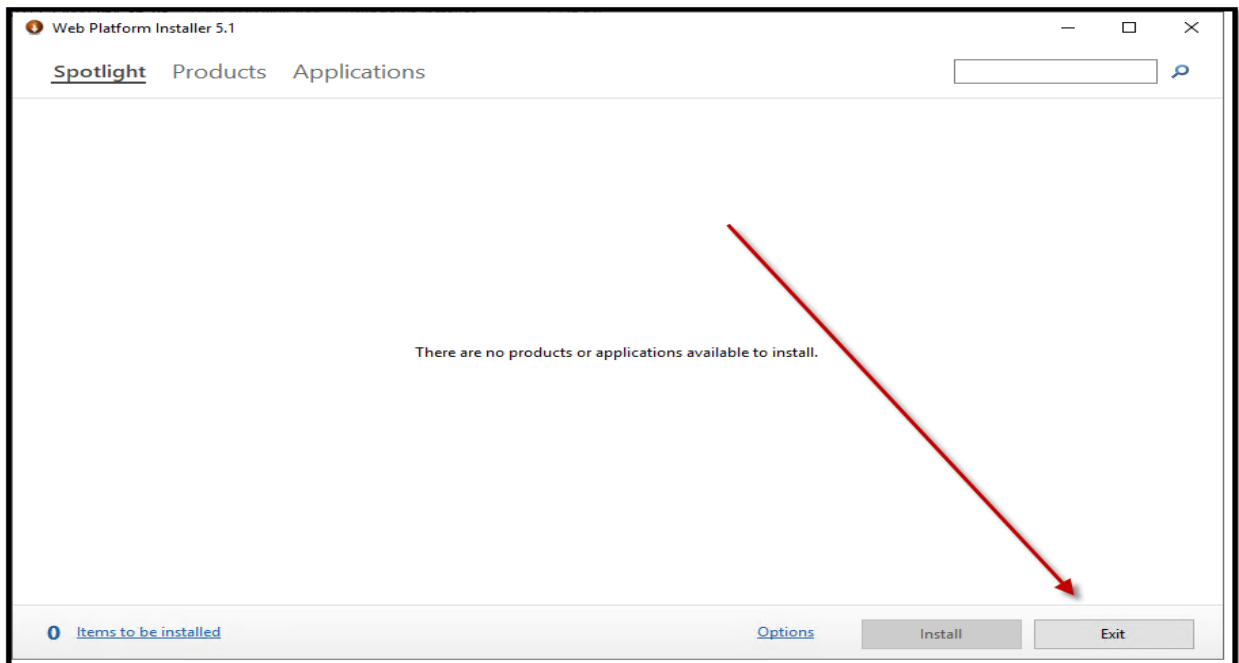 Web Platform Installer 5.1
Spotlight Products Applications
There are no products or applications available to install.
0 Items to be installed Options Install Exit